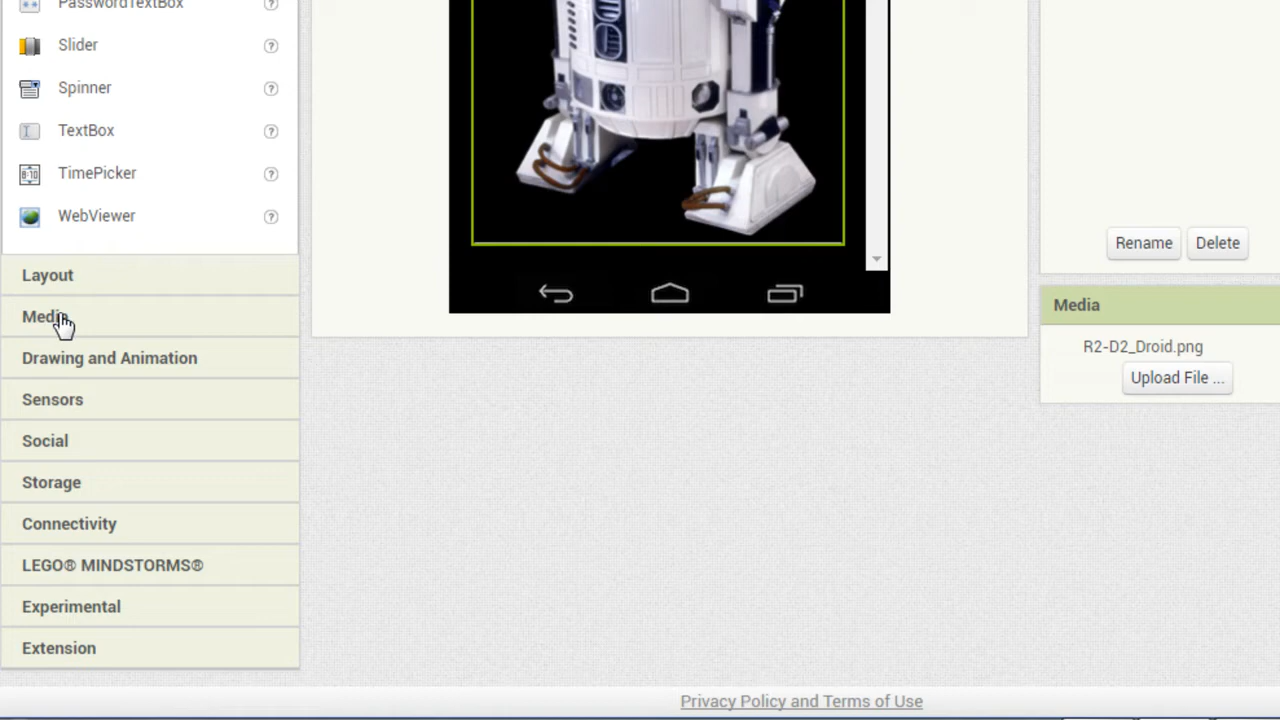 PasswordTextBox
Slider
Spinner
TextBox
TimePicker
WebViewer
Layout
Media
Drawing and Animation
Sensors
Social
Storage
Connectivity
LEGO® MINDSTORMS®
Experimental
Extension
Rename Delete
Media
R2-D2_Droid.png
Upload File ...
Privacy Policy and Terms of Use